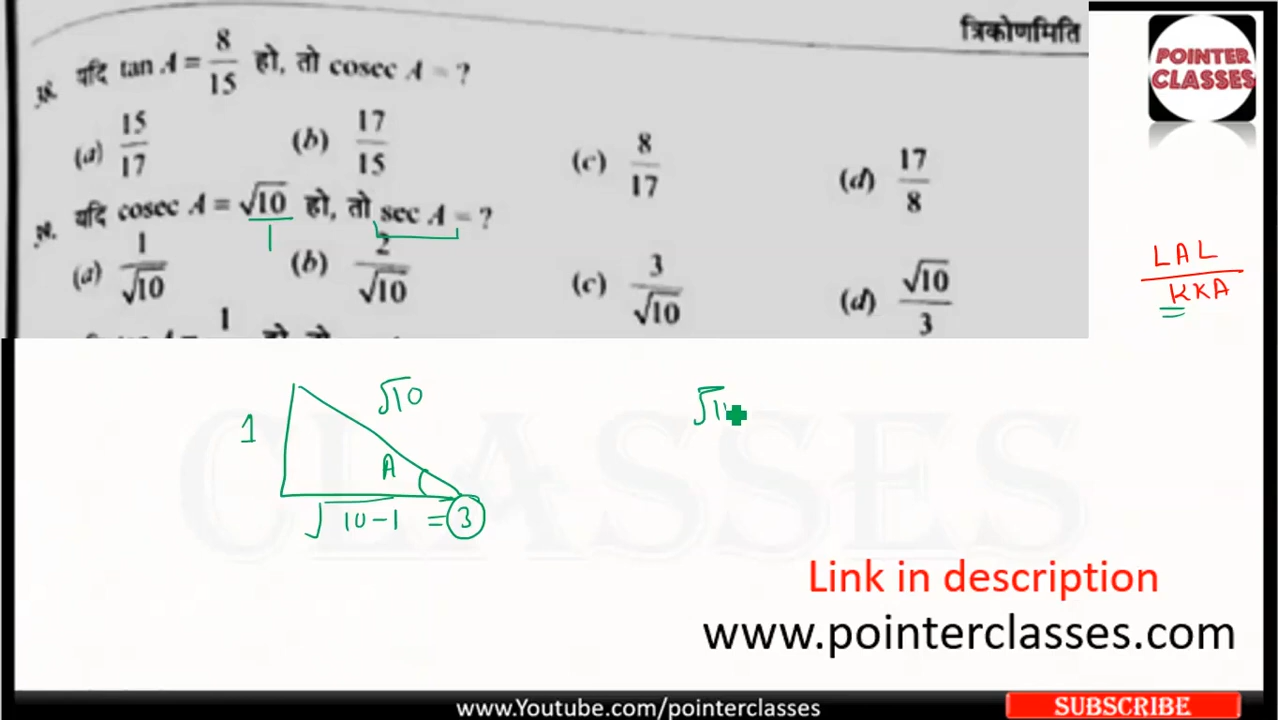 त्रिकोणमिति
POINTER
CLASSES
38. यदि tan A = 8/15 हो, तो cosec A = ?
(a) 15/17 (b) 17/15 (c) 8/17 (d) 17/8
यदि cosec A = √10 हो, तो sec A = ?
1
(a) 1/√10 (b) 2/√10 (c) 3/√10 (d) √10/3
LAL
KKA
1
√10
A
√10-1 = 3
CLASSES
Link in description
www.pointerclasses.com
www.Youtube.com/pointerclasses
SUBSCRIBE